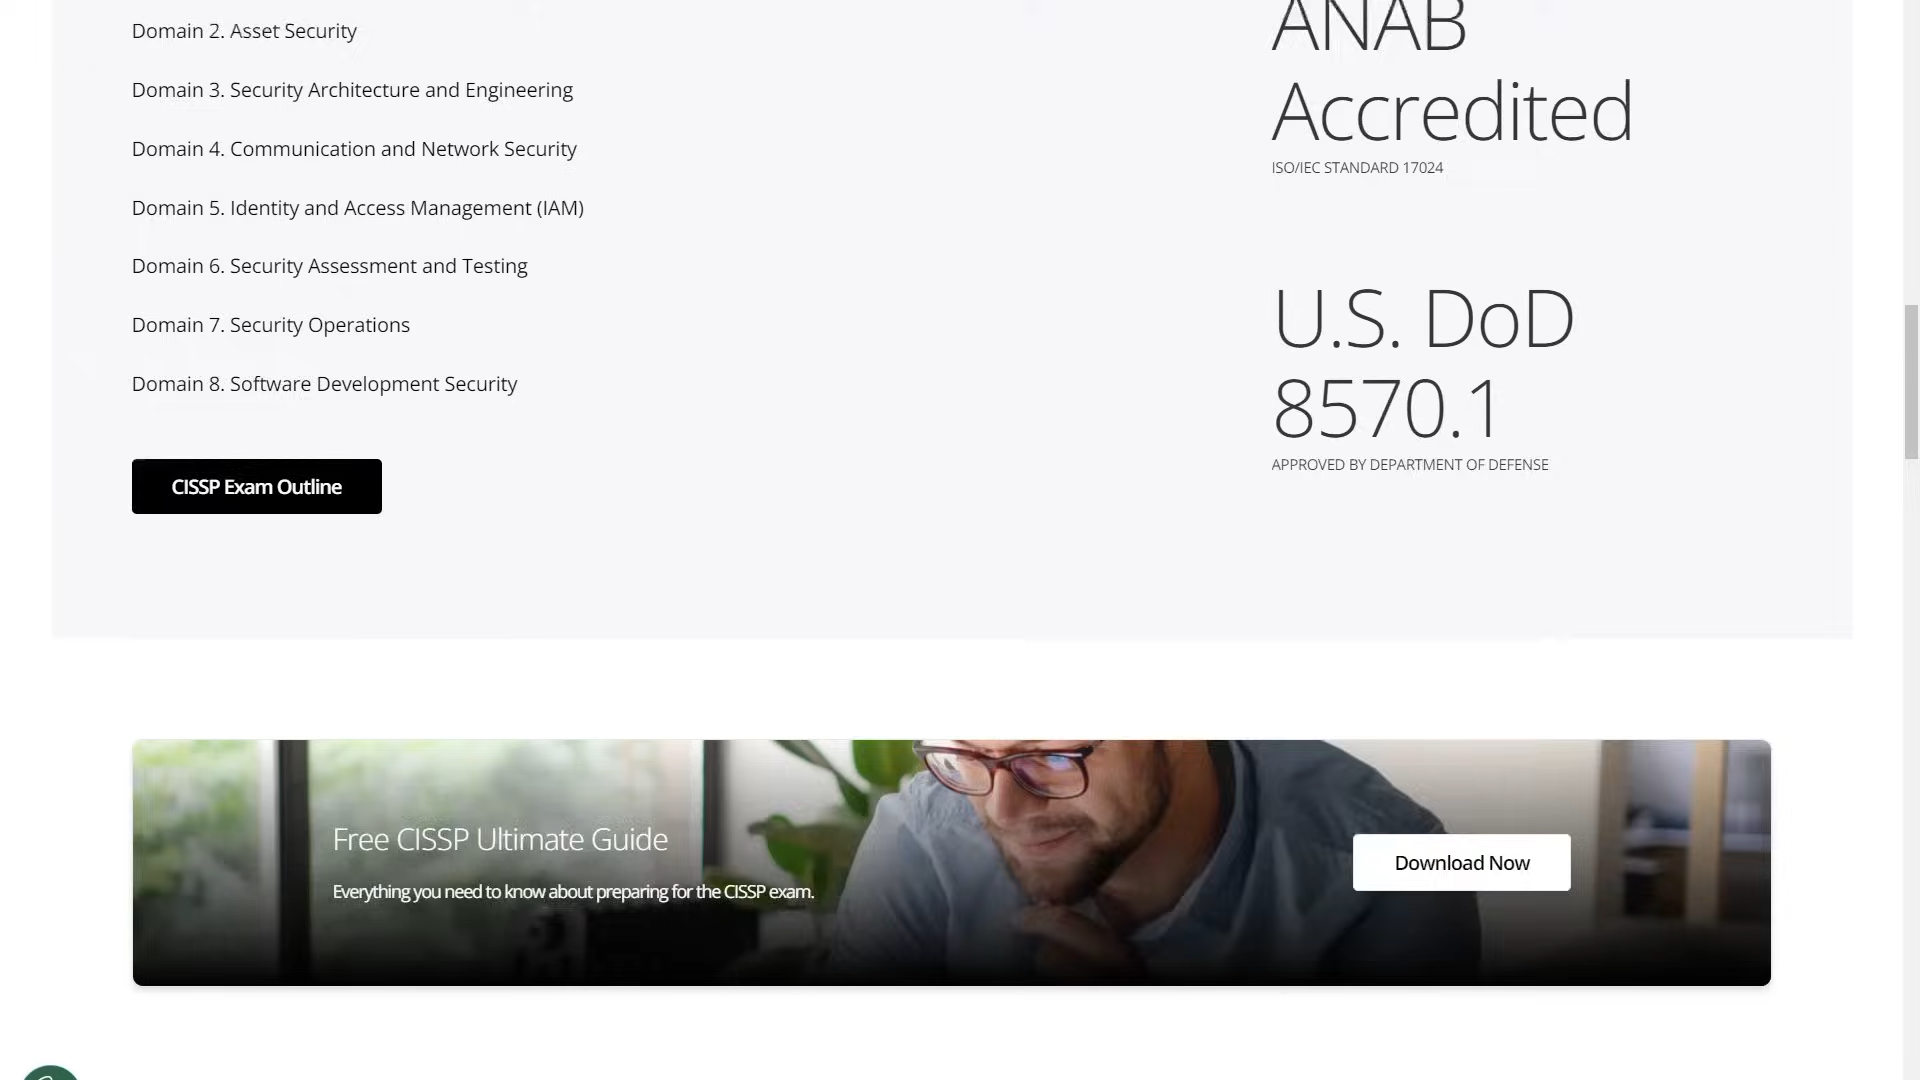 Domain 2. Asset Security
Domain 3. Security Architecture and Engineering
Domain 4. Communication and Network Security
Domain 5. Identity and Access Management (IAM)
Domain 6. Security Assessment and Testing
Domain 7. Security Operations
Domain 8. Software Development Security
CISSP Exam Outline
ANAB
Accredited
ISO/IEC STANDARD 17024
U.S. DoD
8570.1
APPROVED BY DEPARTMENT OF DEFENSE
Free CISSP Ultimate Guide
Everything you need to know about preparing for the CISSP exam.
Download Now